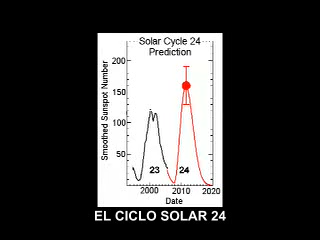 Solar Cycle 24
Prediction
200
150
100
50
Smoothed Sunspot Number
23
24
2000 2010 2020
Date
EL CICLO SOLAR 24